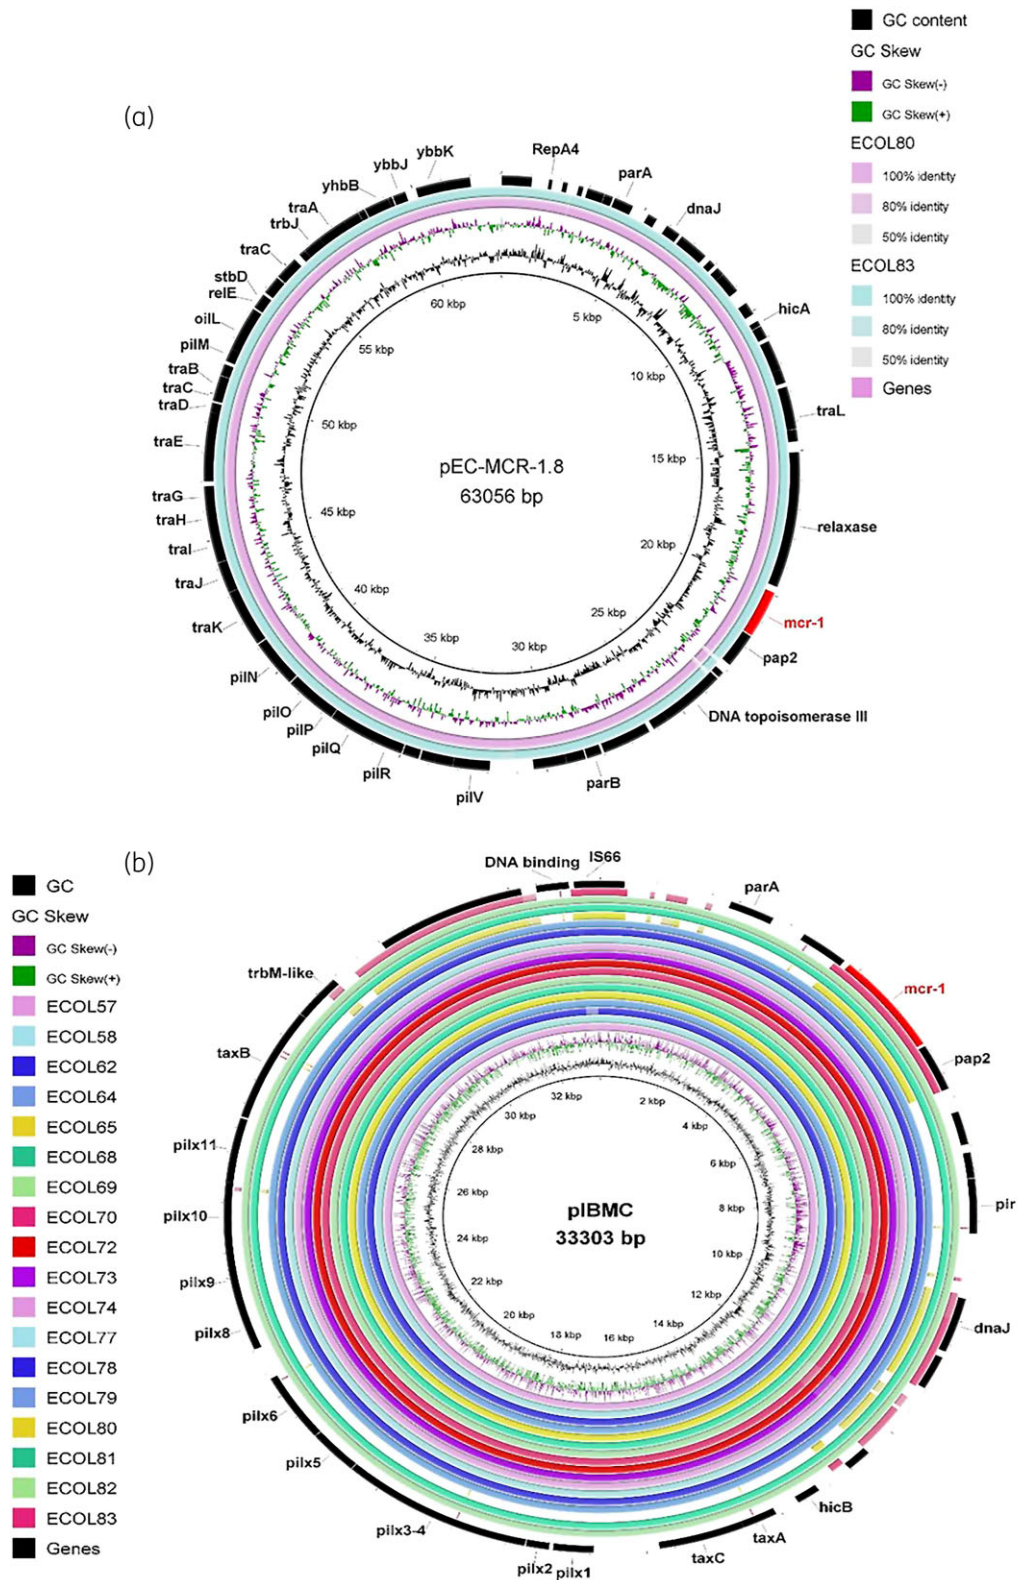 GC content
GC Skew
GC Skew(-)
GC Skew(+)
ECOL80
100% identity
80% identity
50% identity
ECOL83
100% identity
80% identity
50% identity
Genes
(a)
RepA4
parA
dnaJ
hicA
traL
relaxase
mcr-1
pap2
DNA topoisomerase III
parB
pilV
pilR
pilQ
pilP
pilO
pilN
traK
traJ
traI
traH
traG
traE
traD
traC
traB
pilM
oilL
relE
stbD
traC
trbJ
traA
yhbB
ybbJ
ybbK
5 kbp
10 kbp
15 kbp
20 kbp
25 kbp
30 kbp
35 kbp
40 kbp
45 kbp
50 kbp
55 kbp
60 kbp
pEC-MCR-1.8
63056 bp
(b)
GC
GC Skew
GC Skew(-)
GC Skew(+)
ECOL57
ECOL58
ECOL62
ECOL64
ECOL65
ECOL68
ECOL69
ECOL70
ECOL72
ECOL73
ECOL74
ECOL77
ECOL78
ECOL79
ECOL80
ECOL81
ECOL82
ECOL83
Genes
DNA binding
IS66
parA
mcr-1
pap2
pir
dnaJ
hicB
taxA
taxC
pilx1
pilx2
pilx3-4
pilx5
pilx6
pilx8
pilx9
pilx10
pilx11
taxB
trbM-like
2 kbp
4 kbp
6 kbp
8 kbp
10 kbp
12 kbp
14 kbp
16 kbp
18 kbp
20 kbp
22 kbp
24 kbp
26 kbp
28 kbp
30 kbp
32 kbp
pIBMC
33303 bp